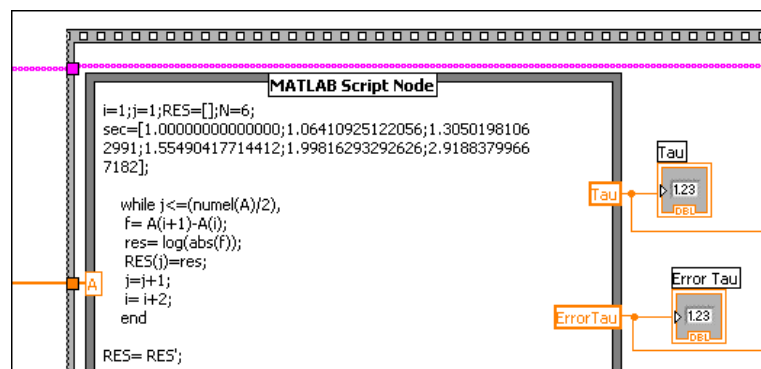 MATLAB Script Node
i=1;j=1;RES=[];N=6;
sec=[1.00000000000000;1.06410925122056;1.3050198106
2991;1.55490417714412;1.99816293292626;2.9188379966
7182];
while j<=(numel(A)/2),
f= A(i+1)-A(i);
res= log(abs(f));
RES(j)=res;
j=j+1;
i= i+2;
end
RES= RES';
A
Tau
Tau
1.23
DBL
ErrorTau
Error Tau
1.23
DBL